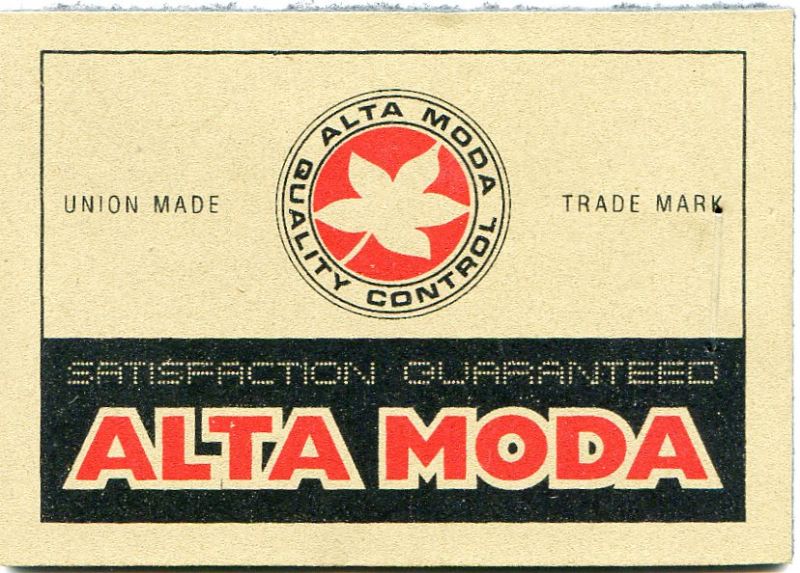 ALTA MODA
QUALITY CONTROL
UNION MADE
TRADE MARK
SATISFACTION GUARANTEED
ALTA MODA